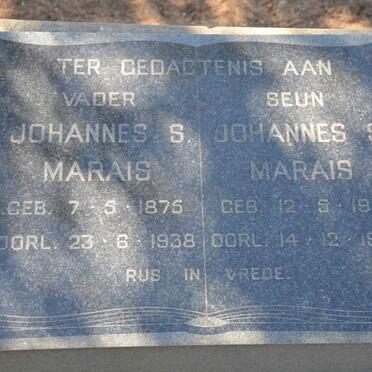 TER GEDAGTENIS AAN
VADER SEUN
JOHANNES S. JOHANNES S.
MARAIS MARAIS
GEB. 7·5·1875 GEB. 12·5·19
OORL. 23·6·1938 OORL. 14·12·19
RUS IN VREDE.